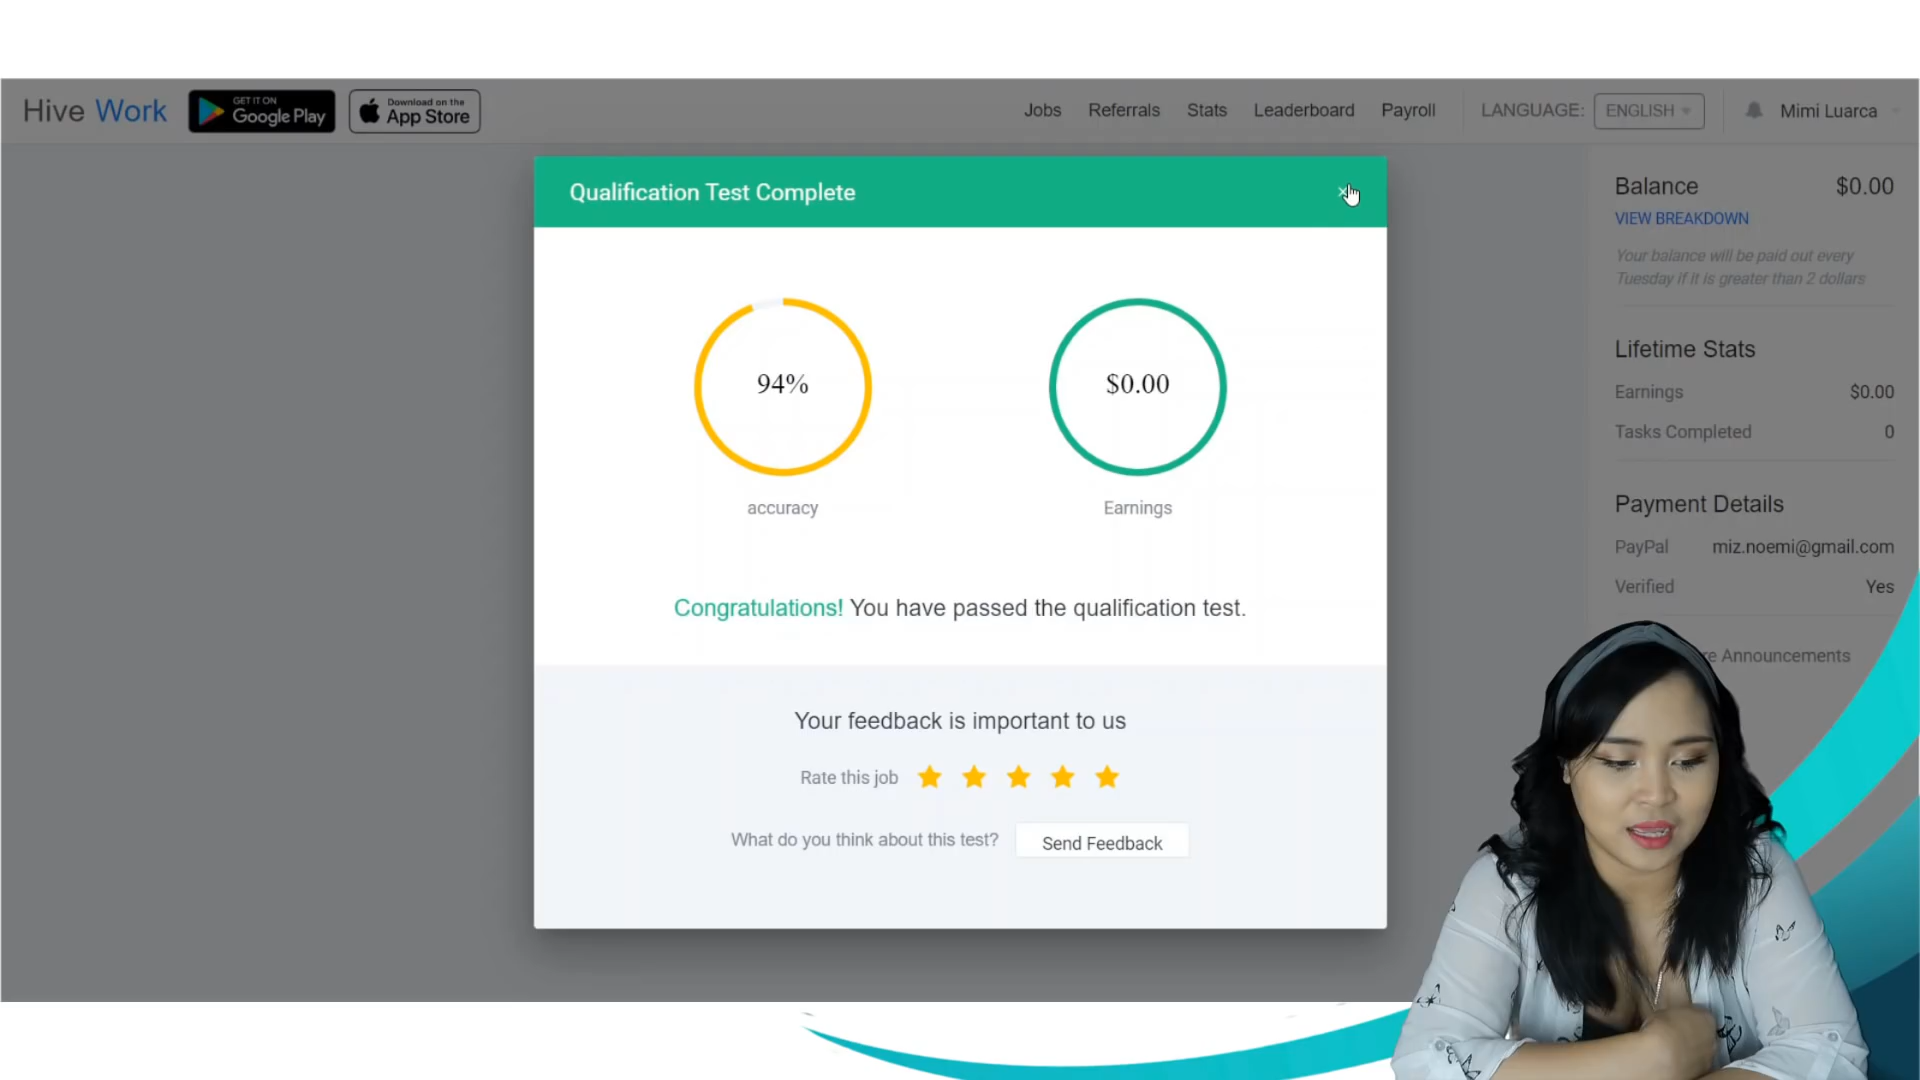 Hive Work
GET IT ON
Google Play
Download on the
App Store
Jobs
Referrals
Stats
Leaderboard
Payroll
LANGUAGE:
ENGLISH
Mimi Luarca
Qualification Test Complete
94%
accuracy
$0.00
Earnings
Congratulations! You have passed the qualification test.
Your feedback is important to us
Rate this job
What do you think about this test?
Send Feedback
Balance $0.00
VIEW BREAKDOWN
Your balance will be paid out every
Tuesday if it is greater than 2 dollars
Lifetime Stats
Earnings $0.00
Tasks Completed 0
Payment Details
PayPal miz.noemi@gmail.com
Verified Yes
Announcements